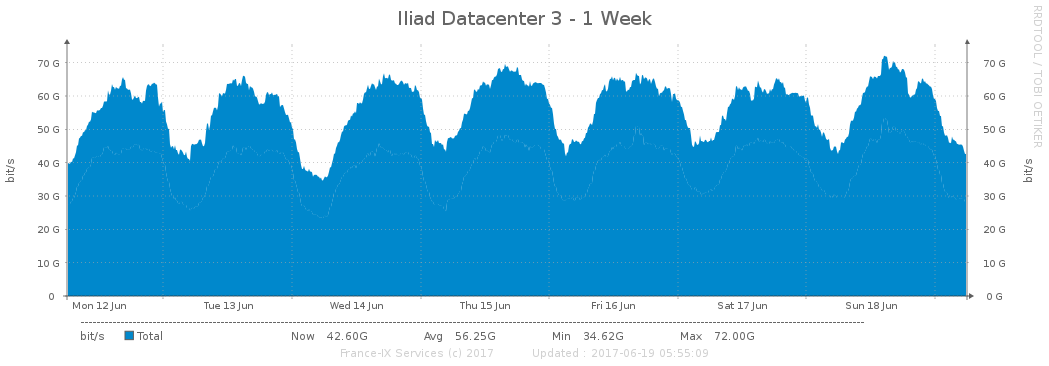 Iliad Datacenter 3 - 1 Week
RRDTOOL / TOBI OETIKER
bit/s
70 G 70 G
60 G 60 G
50 G 50 G
40 G 40 G
30 G 30 G
20 G 20 G
10 G 10 G
0 0 G
bit/s
Mon 12 Jun Tue 13 Jun Wed 14 Jun Thu 15 Jun Fri 16 Jun Sat 17 Jun Sun 18 Jun
bit/s Total Now 42.60G Avg 56.25G Min 34.62G Max 72.00G
France-IX Services (c) 2017 Updated : 2017-06-19 05:55:09